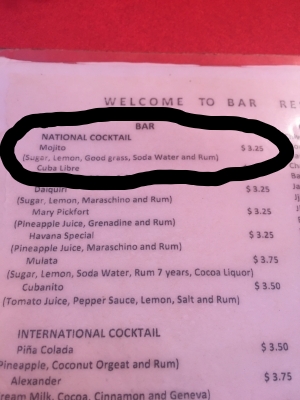 WELCOME TO BAR RE
BAR
NATIONAL COCKTAIL
Mojito $ 3.25
(Sugar, Lemon, Good grass, Soda Water and Rum)
Cuba Libre
Daiquiri $ 3.25
(Sugar, Lemon, Maraschino and Rum)
Mary Pickfort $ 3.25
(Pineapple Juice, Grenadine and Rum)
Havana Special $ 3.25
(Pineapple Juice, Maraschino and Rum)
Mulata $ 3.75
(Sugar, Lemon, Soda Water, Rum 7 years, Cocoa Liquor)
Cubanito $ 3.50
(Tomato Juice, Pepper Sauce, Lemon, Salt and Rum)
INTERNATIONAL COCKTAIL
Piña Colada $ 3.50
Pineapple, Coconut Orgeat and Rum)
Alexander $ 3.75
ream Milk, Cocoa, Cinnamon and Geneva)